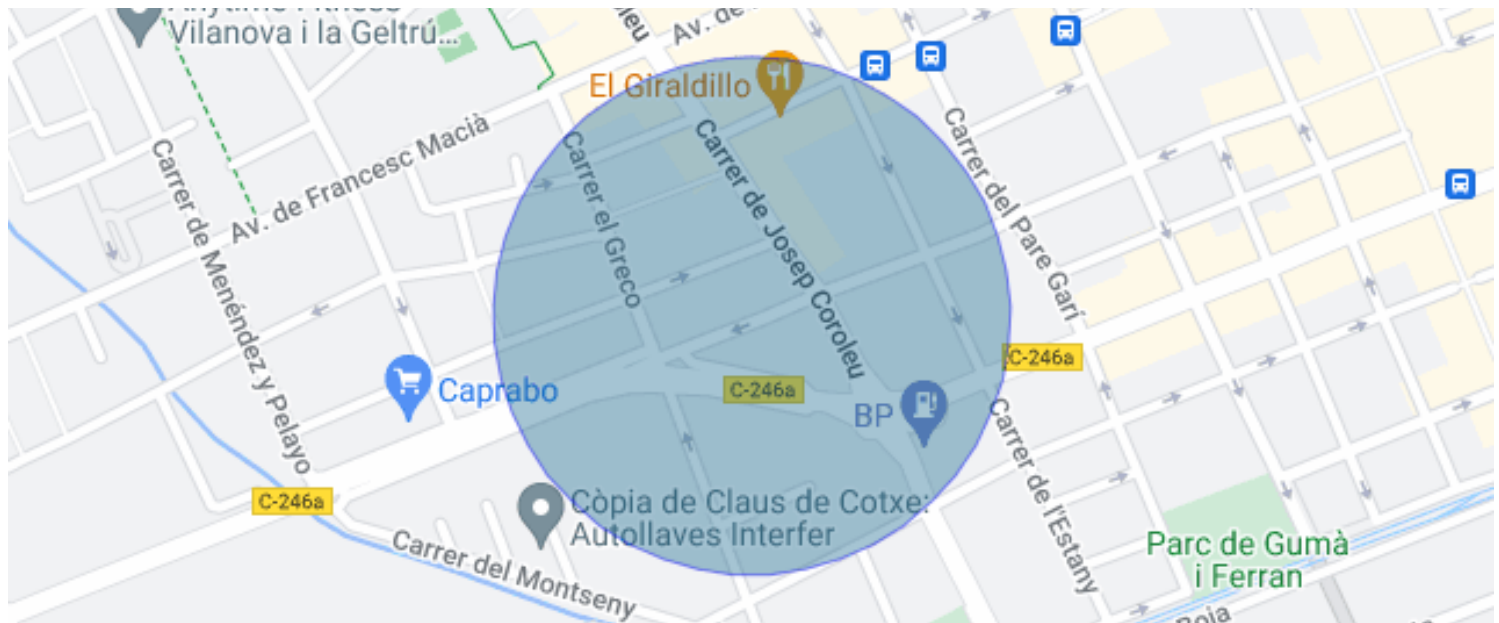 Vilanova i la Geltrú...
oleu
Av. de
El Giraldillo
Av. de Francesc Macià
Carrer de Menéndez y Pelayo
Carrer el Greco
Carrer de Josep Coroleu
Carrer del Pare Garí
C-246a
C-246a
Caprabo
BP
C-246a
Carrer de l'Estany
Còpia de Claus de Cotxe:
Autollaves Interfer
Carrer del Montseny
Parc de Gumà
i Ferran